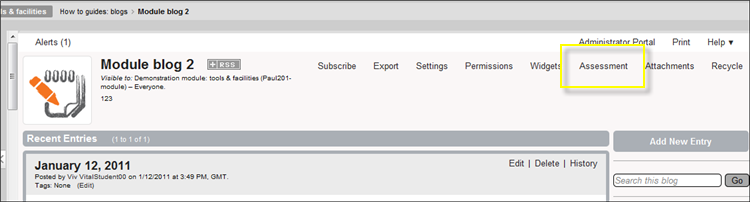 ls & facilities How to guides: blogs > Module blog 2
Alerts (1) Administrator Portal Print Help
Module blog 2 RSS
Subscribe Export Settings Permissions Widgets Assessment Attachments Recycle
Visible to: Demonstration module: tools & facilities (Paul201-
module) – Everyone.
123
Recent Entries (1 to 1 of 1) Add New Entry
January 12, 2011 Edit | Delete | History
Posted by Viv VitalStudent00 on 1/12/2011 at 3:49 PM, GMT.
Tags: None (Edit)
Search this blog Go